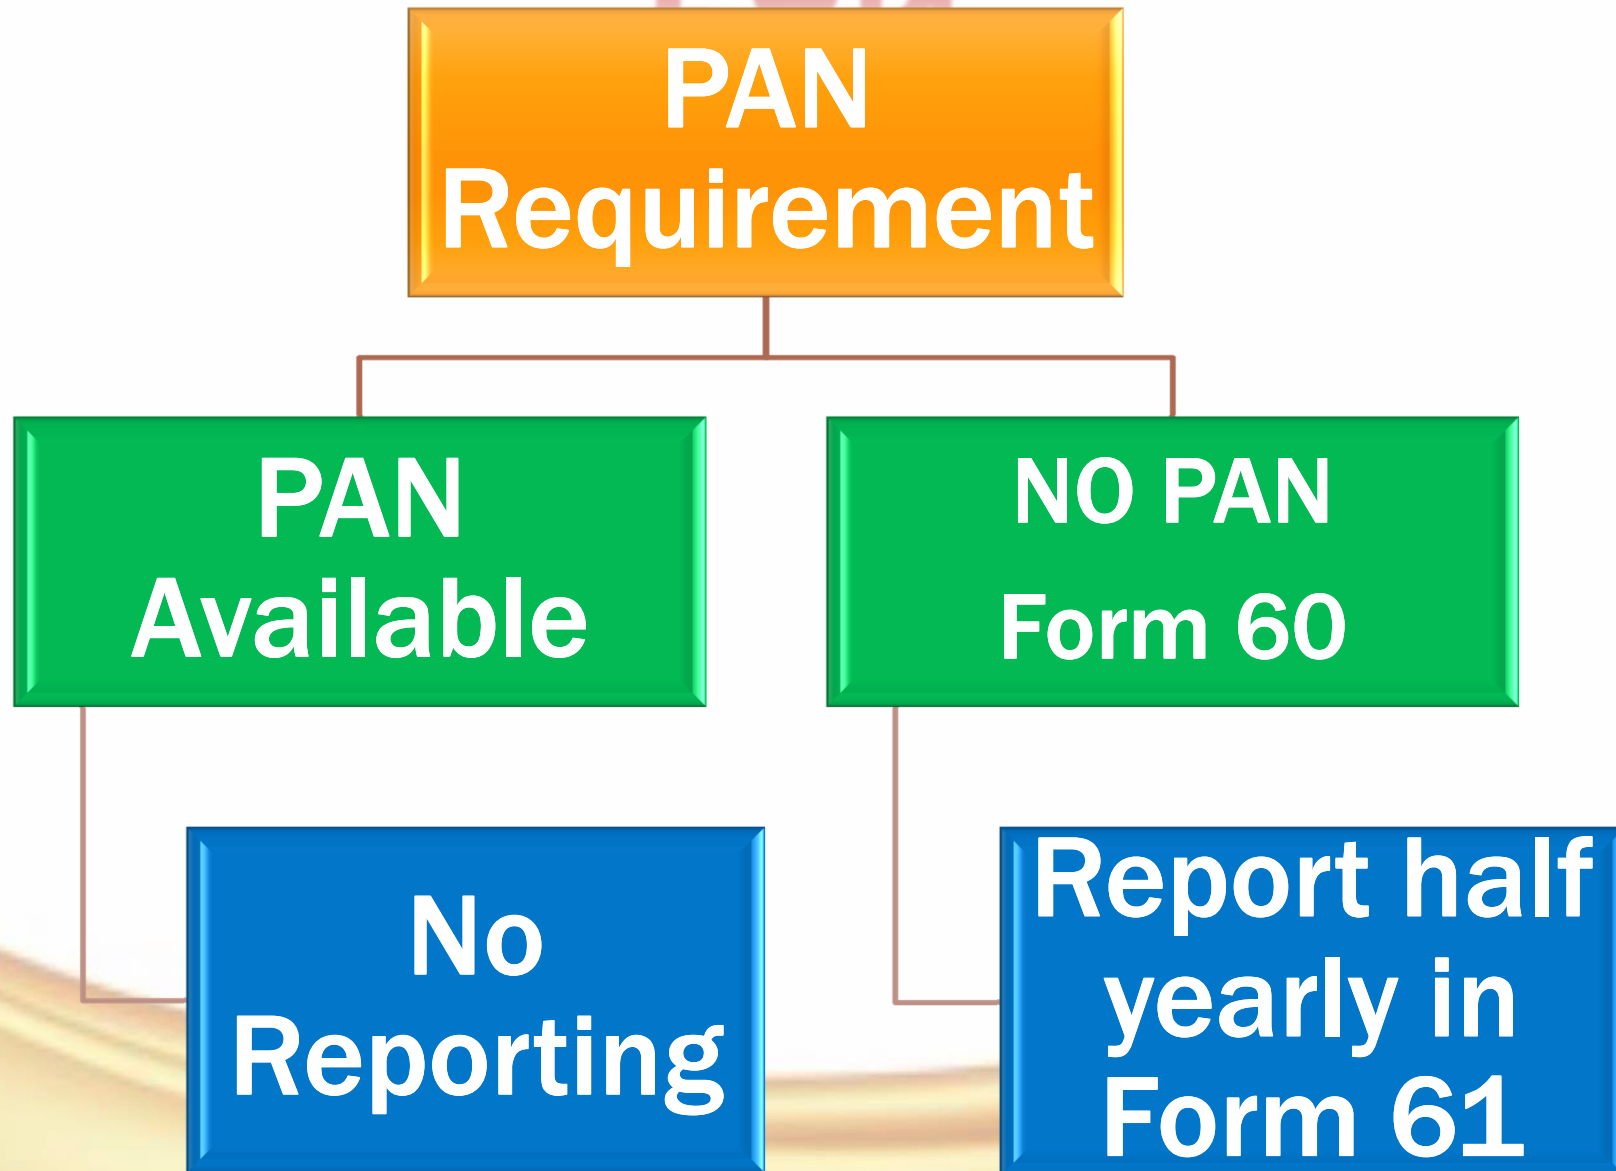 PAN
Requirement
PAN
Available
NO PAN
Form 60
No
Reporting
Report half
yearly in
Form 61